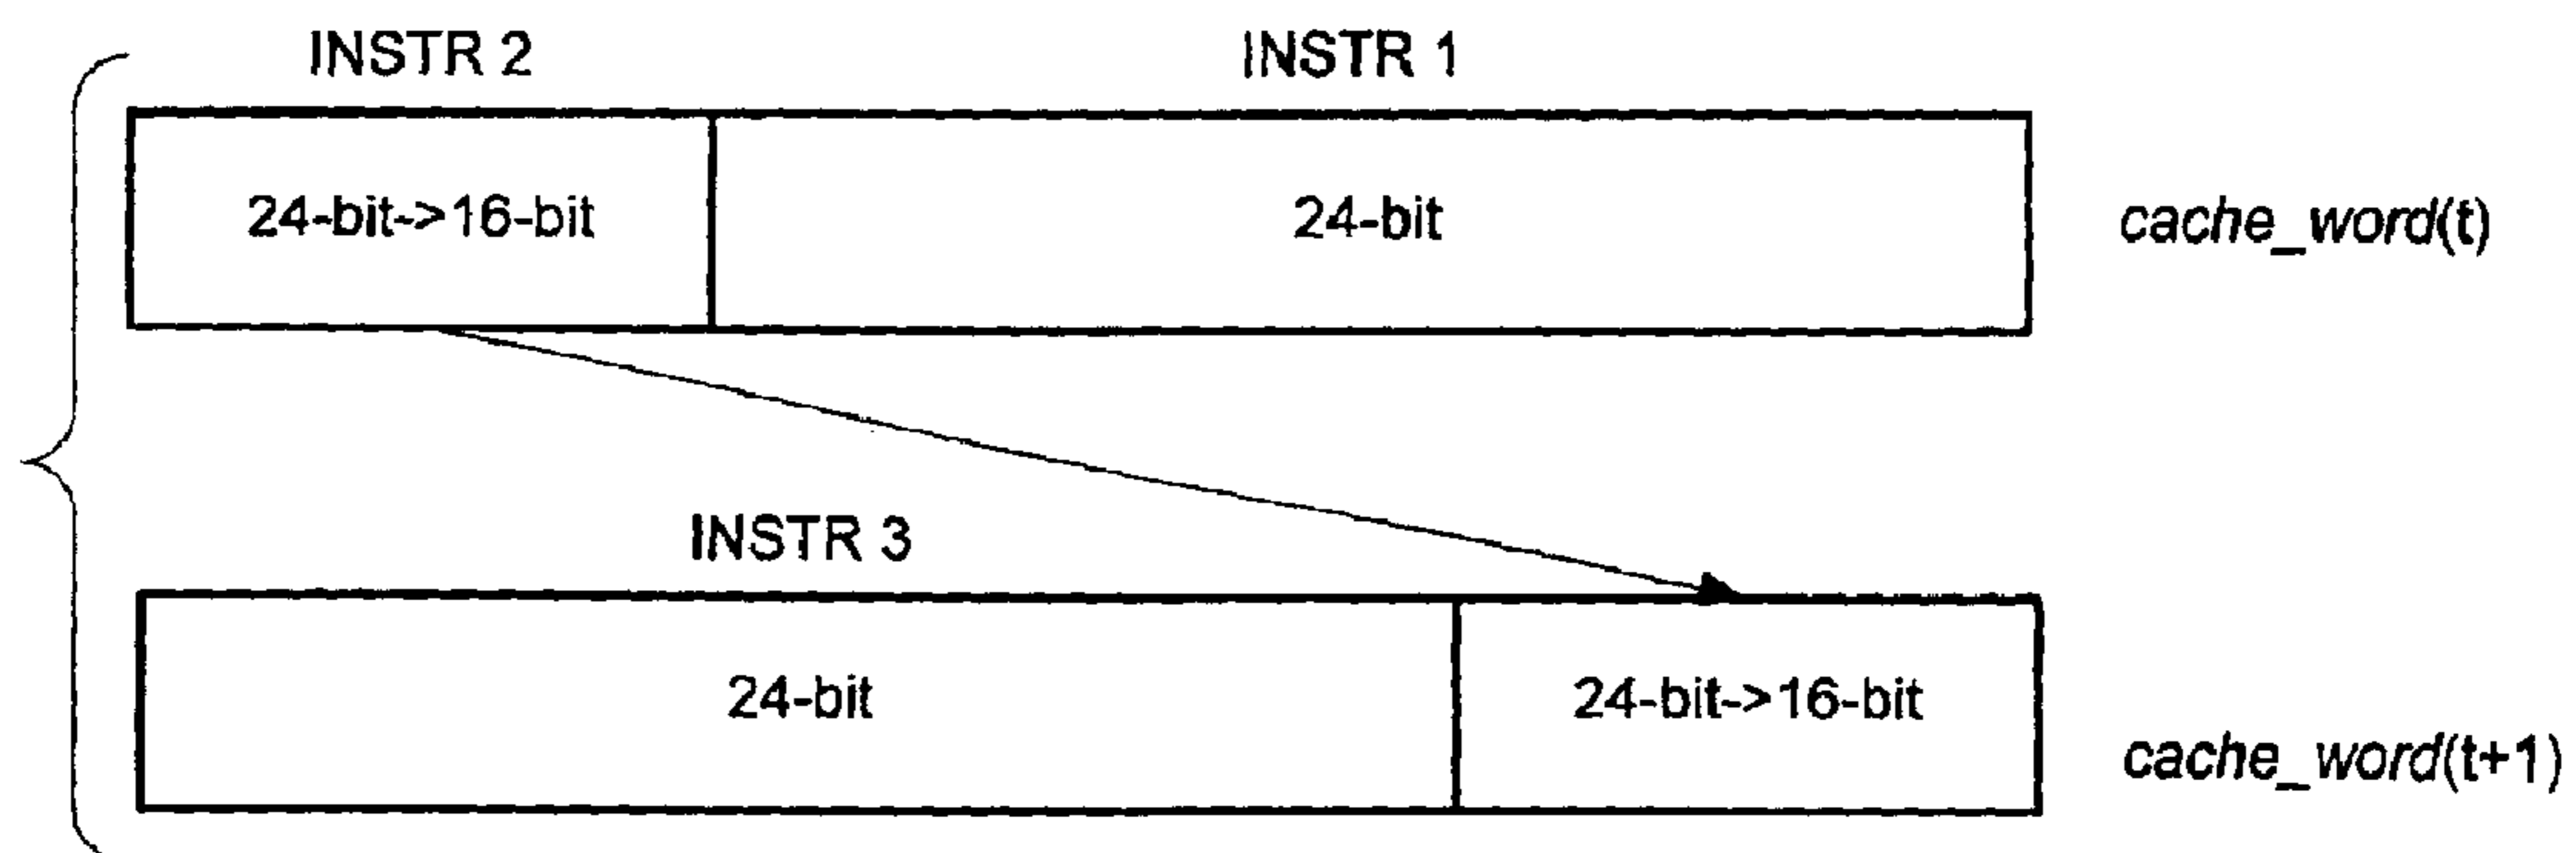 INSTR 2 INSTR 1
24-bit->16-bit 24-bit cache_word(t)
INSTR 3
24-bit 24-bit->16-bit cache_word(t+1)